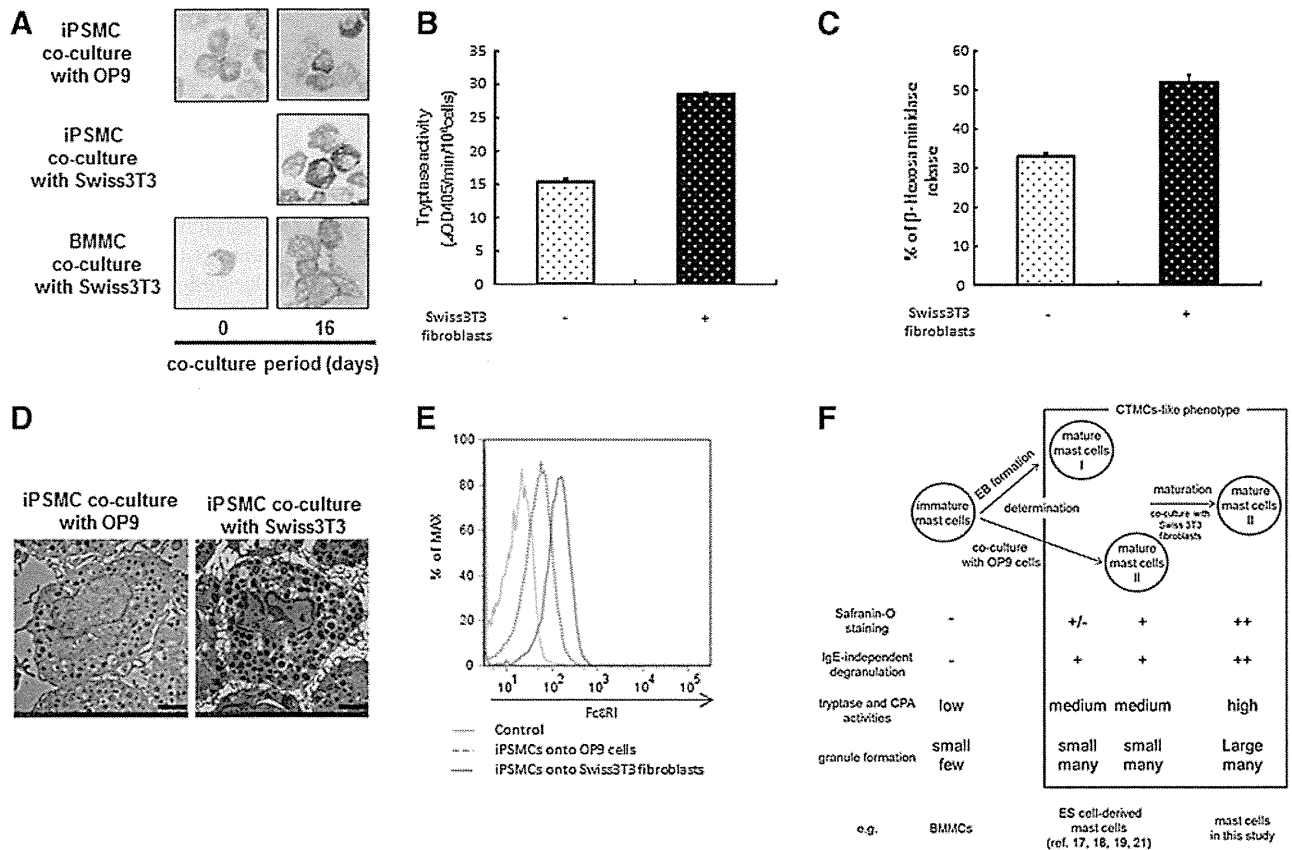 A
iPSMC
co-culture
with OP9
iPSMC
co-culture
with Swiss3T3
BMMC
co-culture
with Swiss3T3
0 16
co-culture period (days)
B
35
30
25
20
15
10
5
0
Tryptase activity
Swiss3T3
fibroblasts
- +
C
60
50
40
30
20
10
0
% of β-Hexosaminidase
release
Swiss3T3
fibroblasts
- +
D
iPSMC co-culture
with OP9
iPSMC co-culture
with Swiss3T3
E
100
80
60
40
20
0
% of MAX
10¹ 10² 10³ 10⁴ 10⁵
FcεRI
Control
iPSMCs onto OP9 cells
iPSMCs onto Swiss3T3 fibroblasts
F
CTMCs-like phenotype
mature
mast cells
I
EB formation
immature
mast cells
determination
co-culture
with OP9 cells
mature
mast cells
II
maturation
co-culture with
Swiss 3T3
fibroblasts
mature
mast cells
II
Safranin-O
staining
- +/- + ++
IgE-independent
degranulation
- + + ++
tryptase and CPA
activities
low medium medium high
granule formation
small small small Large
few many many many
e.g. BMMCs
ES cell-derived
mast cells
(ref. 17, 18, 19, 21)
mast cells
in this study